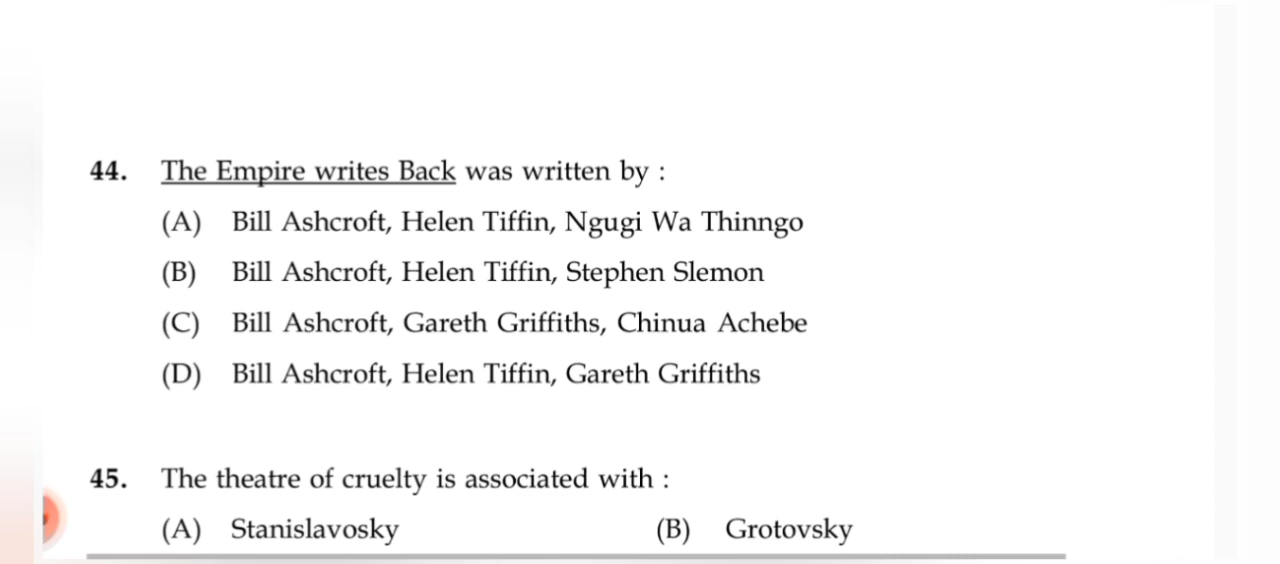 44. The Empire writes Back was written by :
(A) Bill Ashcroft, Helen Tiffin, Ngugi Wa Thinngo
(B) Bill Ashcroft, Helen Tiffin, Stephen Slemon
(C) Bill Ashcroft, Gareth Griffiths, Chinua Achebe
(D) Bill Ashcroft, Helen Tiffin, Gareth Griffiths
45. The theatre of cruelty is associated with :
(A) Stanislavosky (B) Grotovsky